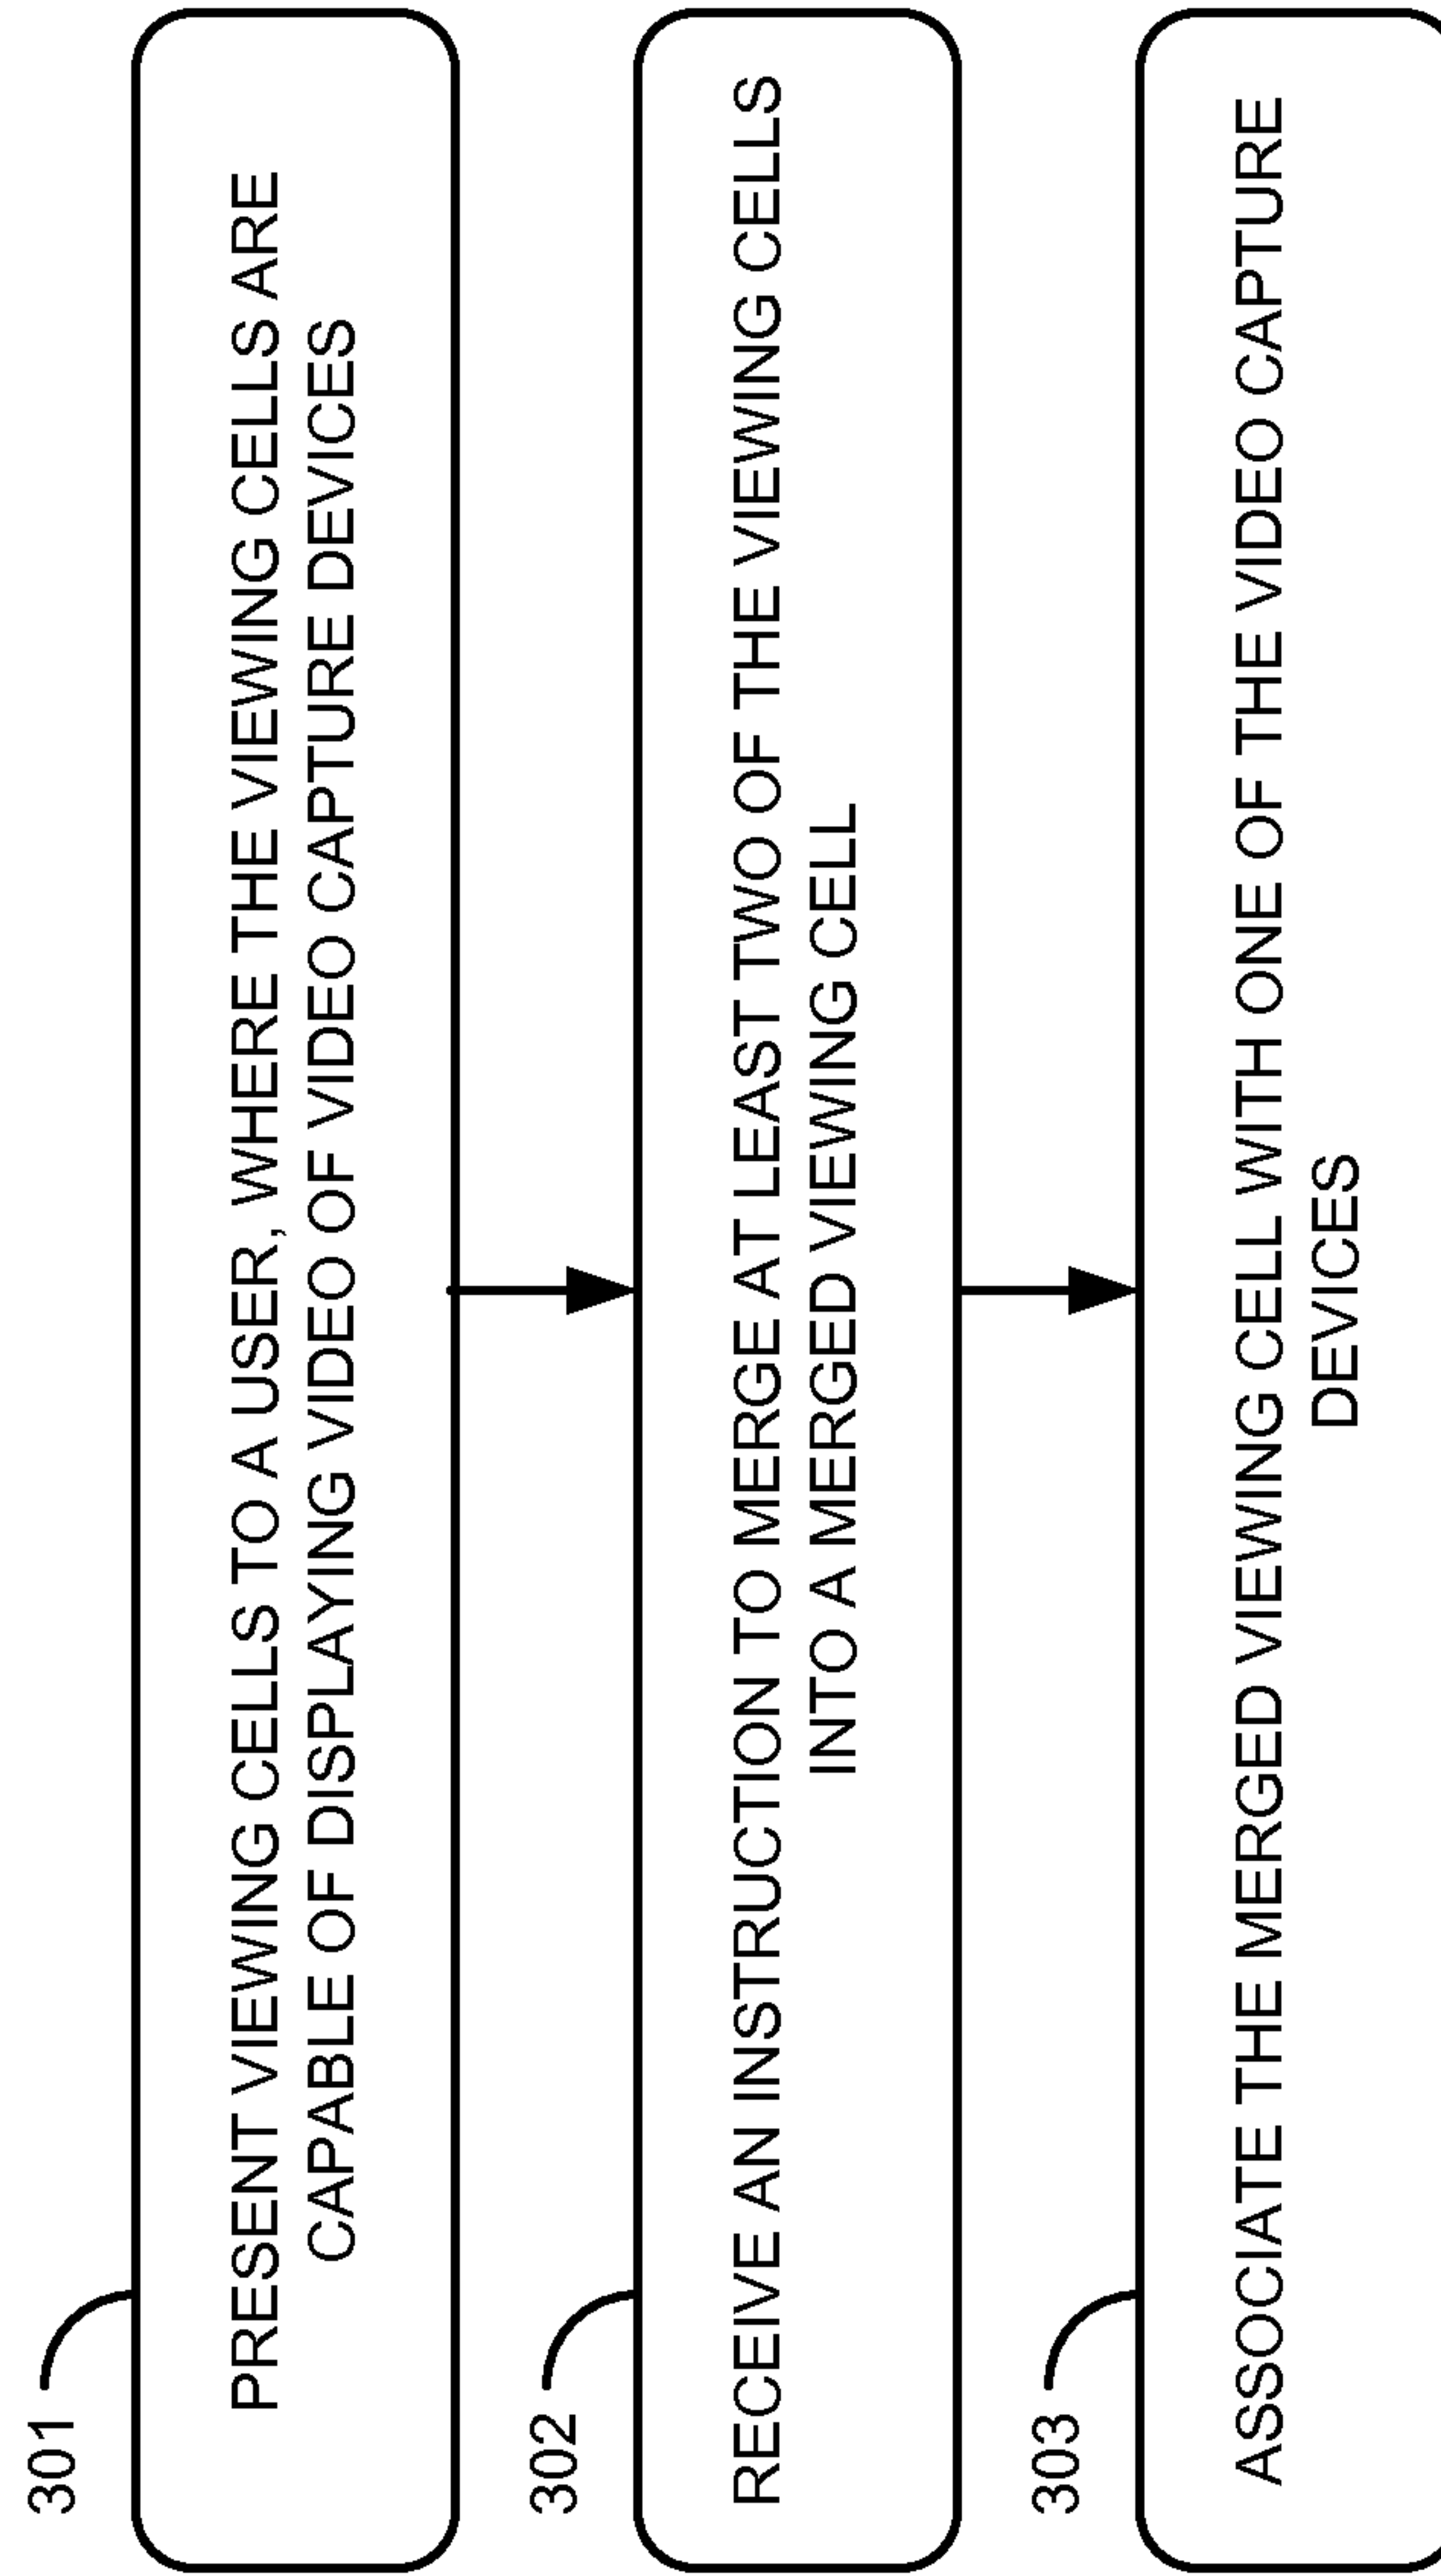 301
PRESENT VIEWING CELLS TO A USER, WHERE THE VIEWING CELLS ARE
CAPABLE OF DISPLAYING VIDEO OF VIDEO CAPTURE DEVICES
302
RECEIVE AN INSTRUCTION TO MERGE AT LEAST TWO OF THE VIEWING CELLS
INTO A MERGED VIEWING CELL
303
ASSOCIATE THE MERGED VIEWING CELL WITH ONE OF THE VIDEO CAPTURE
DEVICES